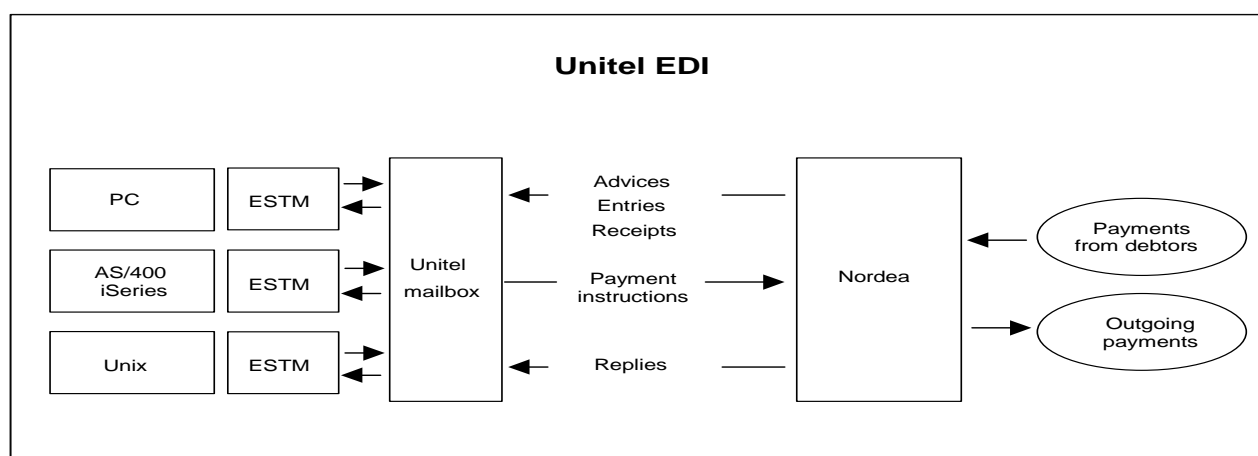 Unitel EDI
PC
ESTM
AS/400
iSeries
ESTM
Unix
ESTM
Unitel
mailbox
Advices
Entries
Receipts
Payment
instructions
Replies
Nordea
Payments
from debtors
Outgoing
payments